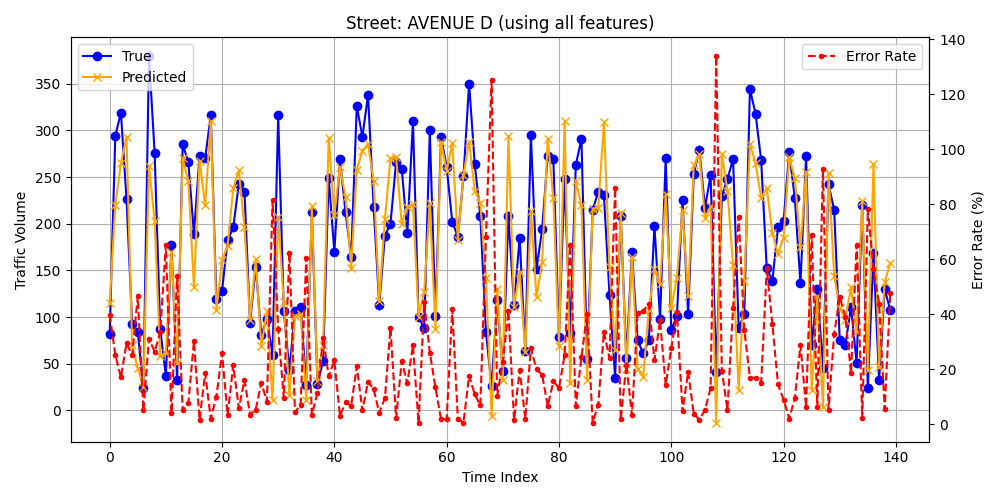 Street: AVENUE D (using all features)
True
Predicted
Error Rate
Traffic Volume
350
300
250
200
150
100
50
0
140
120
100
80
60
40
20
0
Error Rate (%)
0 20 40 60 80 100 120 140
Time Index